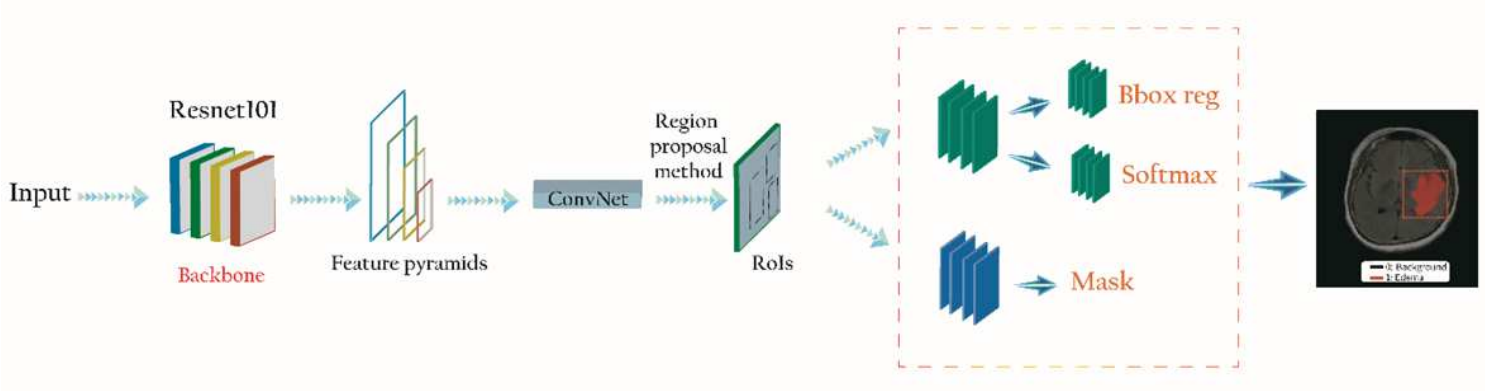 Input
Resnet101
Backbone
Feature pyramids
ConvNet
Region
proposal
method
RoIs
Bbox reg
Softmax
Mask
0: Background
1: Edema